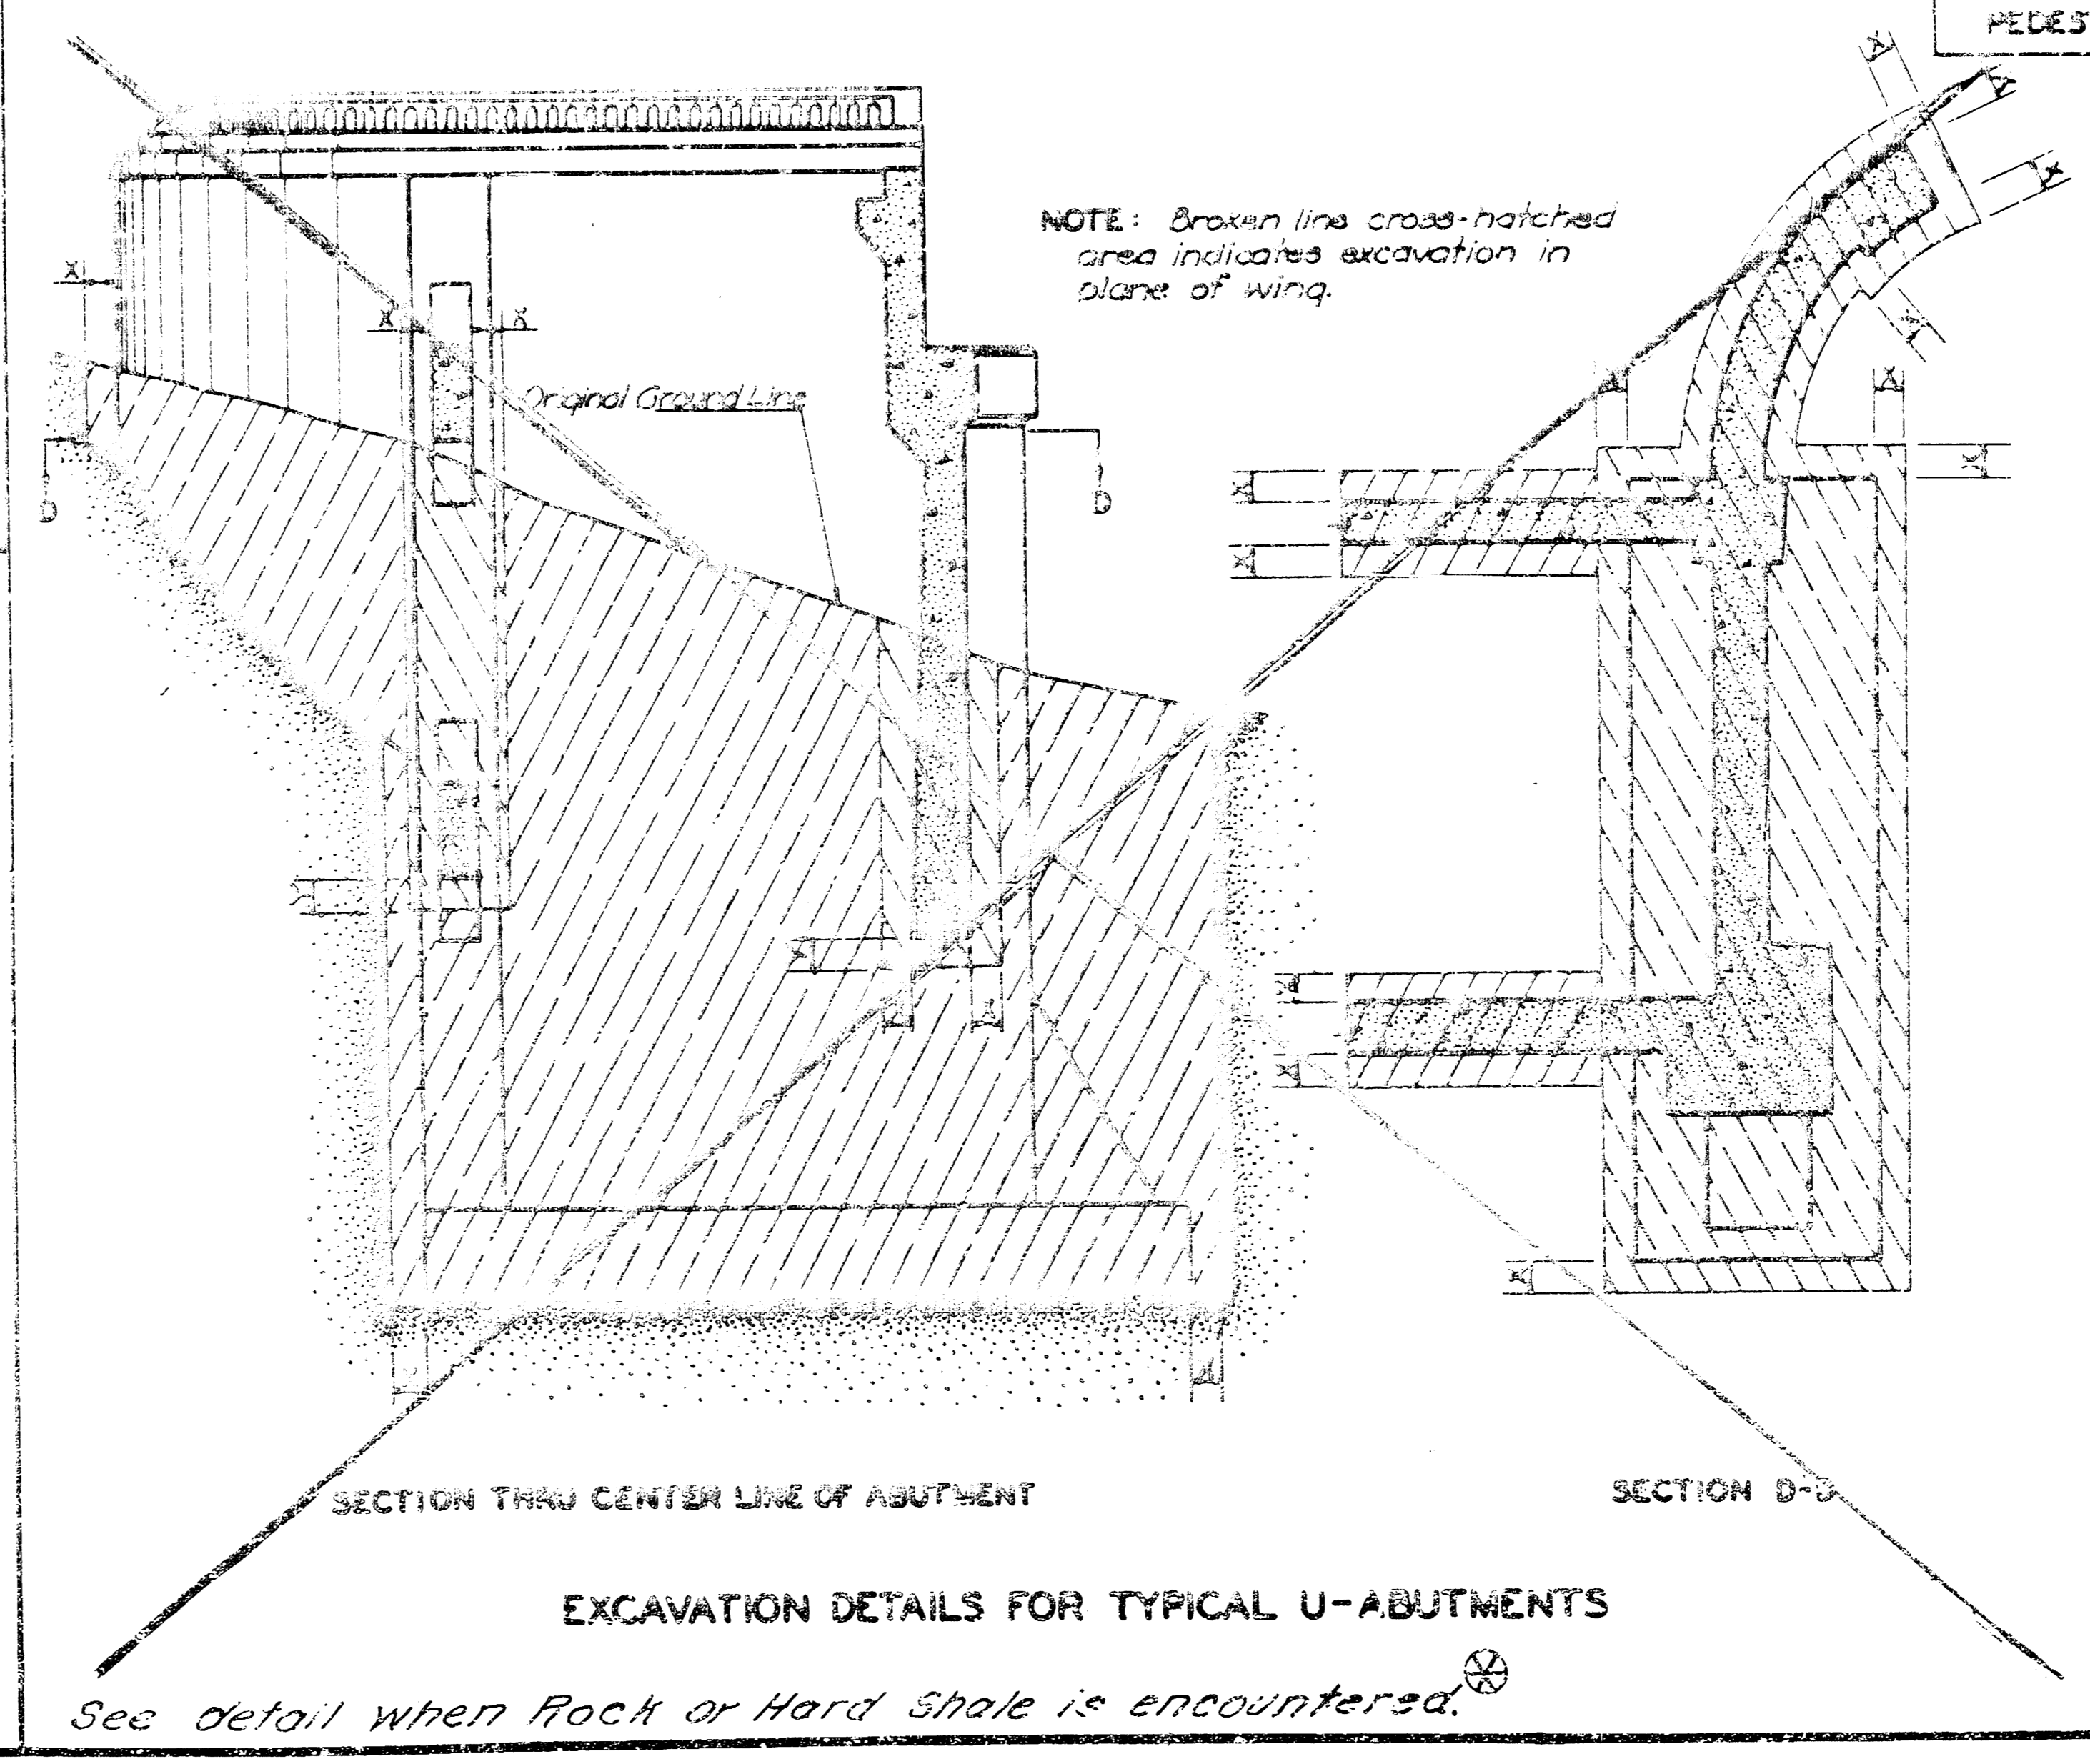 PEDES
NOTE: Broken line cross-hatched
area indicates excavation in
plane of wing.
X
X X
Original Ground Line
D
D
SECTION THRU CENTER LINE OF ABUTMENT
SECTION D-D
EXCAVATION DETAILS FOR TYPICAL U-ABUTMENTS
See detail when Rock or Hard Shale is encountered.